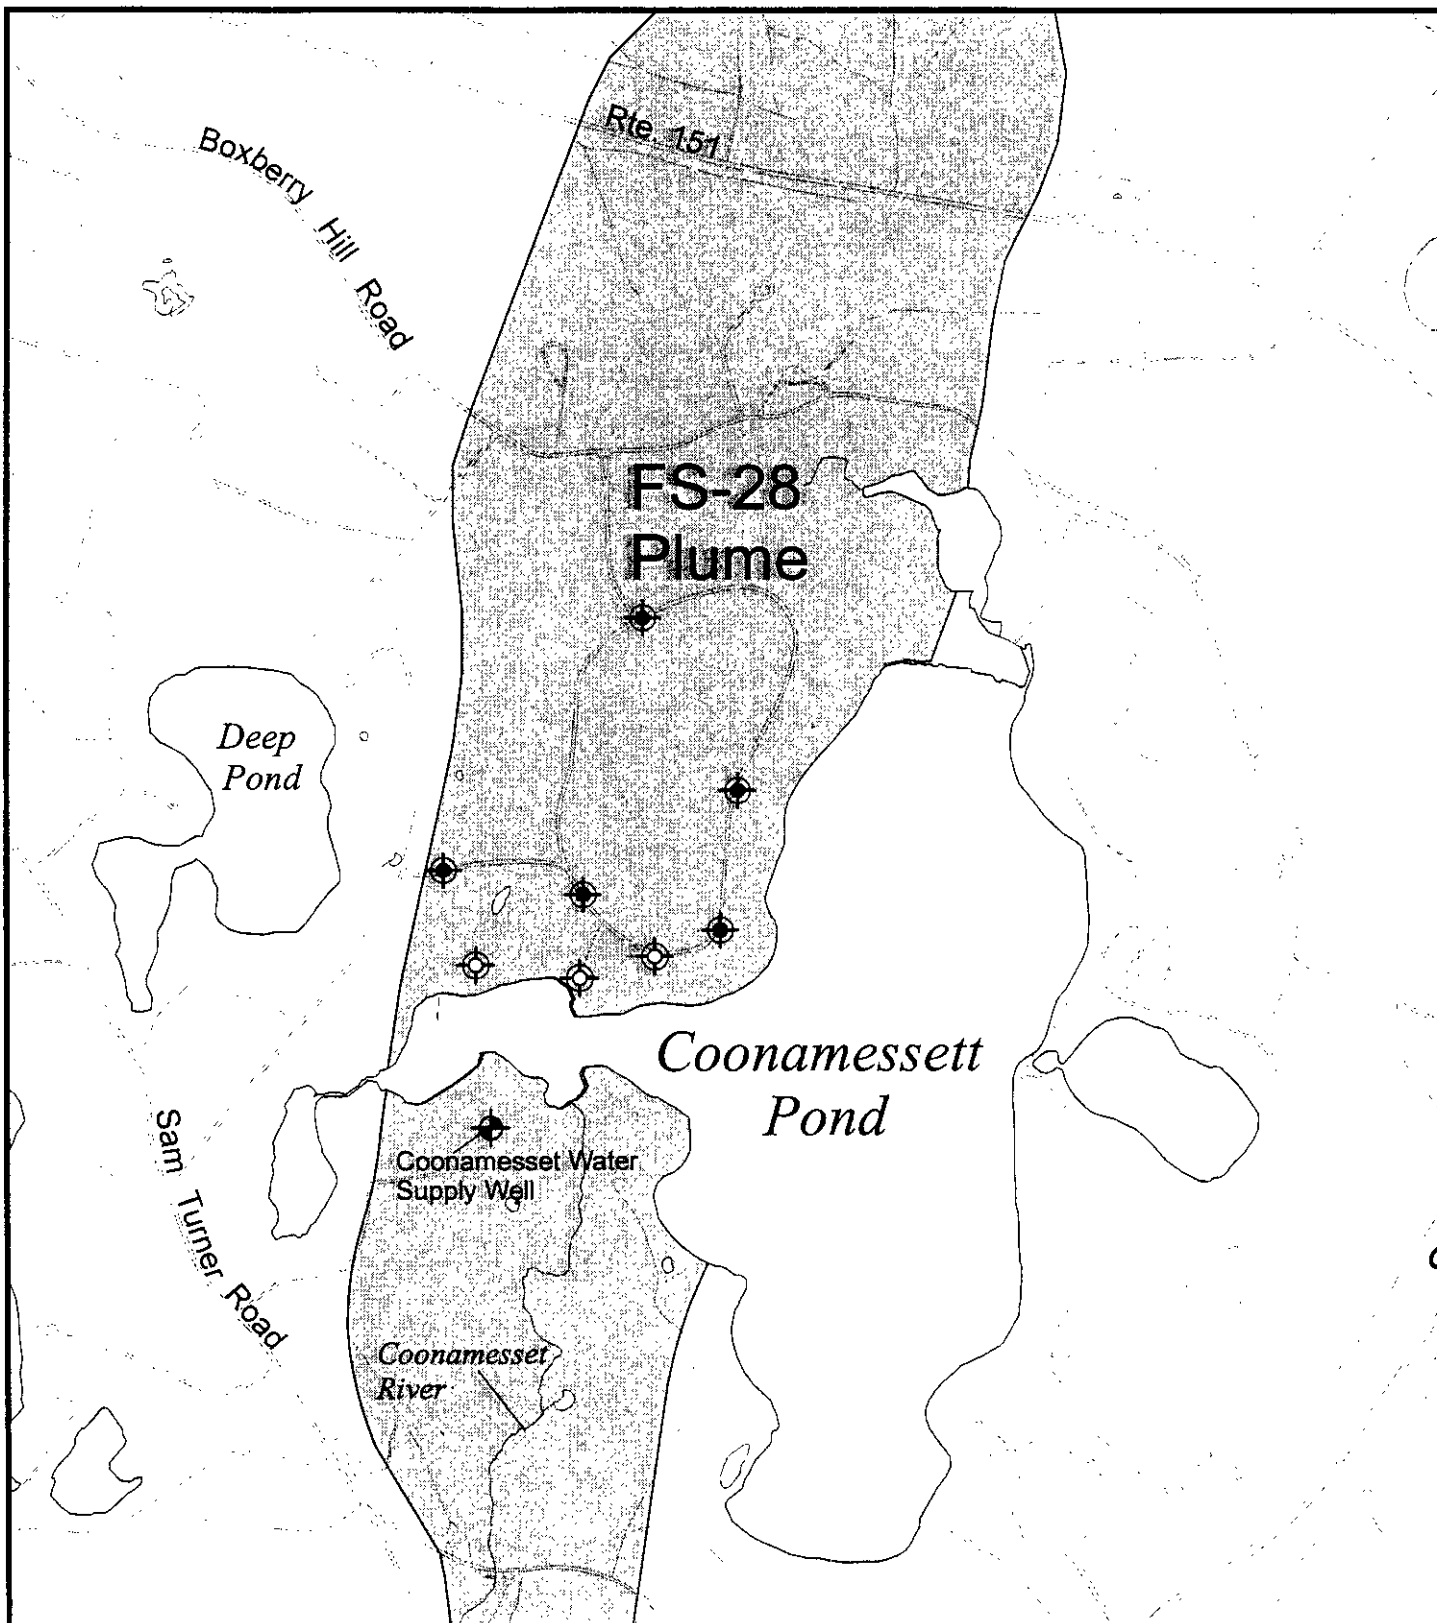 Rte. 151
Boxberry Hill Road
FS-28
Plume
Deep
Pond
Coonamessett
Pond
Coonamesset Water
Supply Well
Sam Turner Road
Coonamesset
River